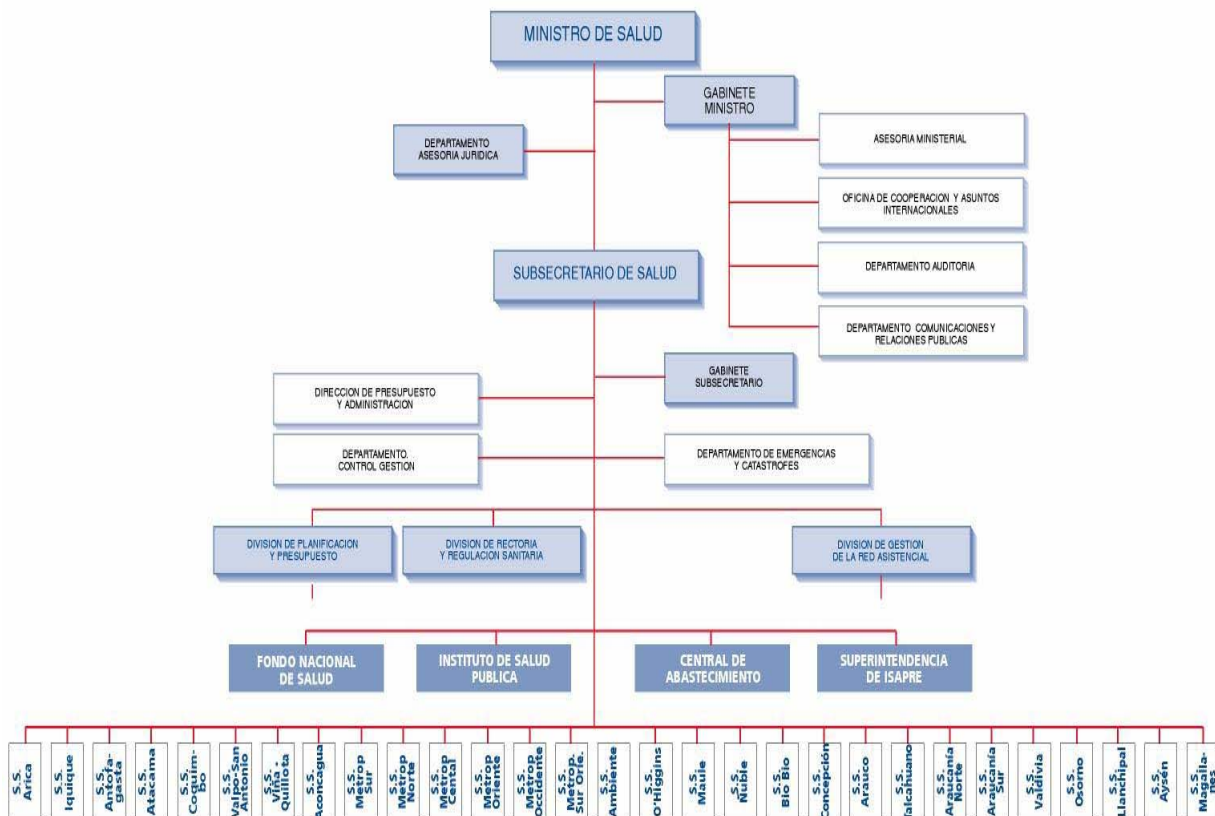 MINISTRO DE SALUD
GABINETE
MINISTRO
DEPARTAMENTO
ASESORIA JURIDICA
ASESORIA MINISTERIAL
OFICINA DE COOPERACION Y ASUNTOS
INTERNACIONALES
DEPARTAMENTO AUDITORIA
DEPARTAMENTO COMUNICACIONES Y
RELACIONES PUBLICAS
SUBSECRETARIO DE SALUD
GABINETE
SUBSECRETARIO
DIRECCION DE PRESUPUESTO
Y ADMINISTRACION
DEPARTAMENTO.
CONTROL GESTION
DEPARTAMENTO DE EMERGENCIAS
Y CATASTROFES
DIVISION DE PLANIFICACION
Y PRESUPUESTO
DIVISION DE RECTORIA
Y REGULACION SANITARIA
DIVISION DE GESTION
DE LA RED ASISTENCIAL
FONDO NACIONAL
DE SALUD
INSTITUTO DE SALUD
PUBLICA
CENTRAL DE
ABASTECIMIENTO
SUPERINTENDENCIA
DE ISAPRE
S.S.
Arica
S.S.
Iquique
S.S.
Antofa-
gasta
S.S.
Atacama
S.S.
Coquim-
bo
S.S.
Valpo-San
Antonio
S.S.
Viña -
Quillota
S.S.
Aconcagua
S.S.
Metrop
Sur
S.S.
Metrop
Norte
S.S.
Metrop
Cental
S.S.
Metrop
Oriente
S.S.
Metrop
Occidente
S.S.
Metrop.
Sur Orie.
S.S.
Ambiente
S.S.
O'Higgins
S.S.
Maule
S.S.
Ñuble
S.S.
Bio Bio
S.S.
Concepción
S.S.
Arauco
S.S.
Talcahuano
S.S.
Araucanía
Norte
S.S.
Araucanía
Sur
S.S.
Valdívia
S.S.
Osorno
S.S.
Llanchipal
S.S.
Aysén
S.S.
Magalla-
nes